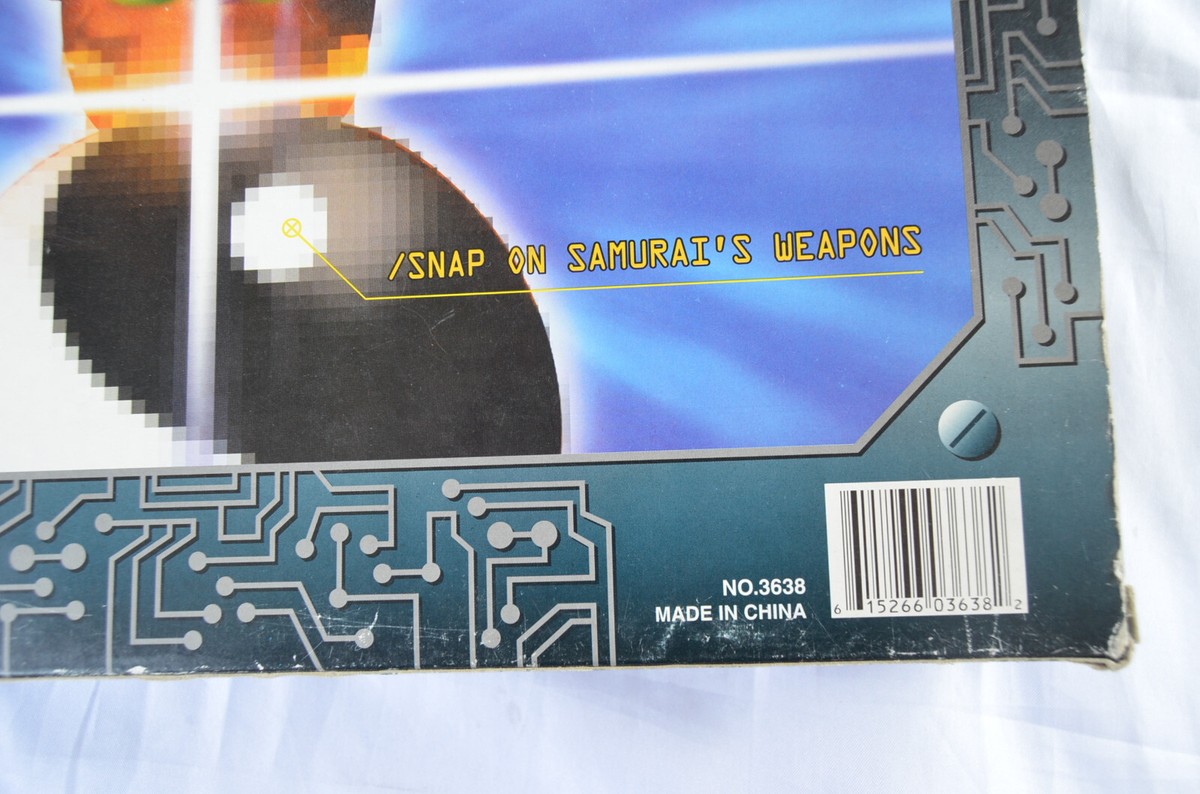 /SNAP ON SAMURAI'S WEAPONS
NO.3638
MADE IN CHINA
6 15266 03638 2